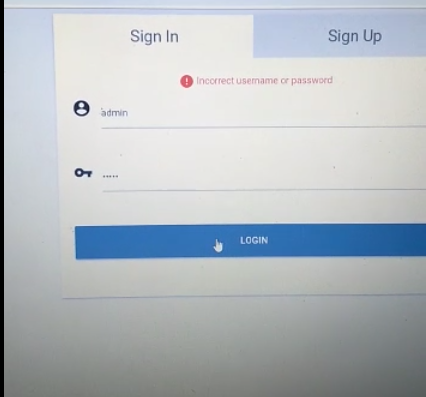 Sign In
Sign Up
Incorrect username or password
admin
.....
LOGIN